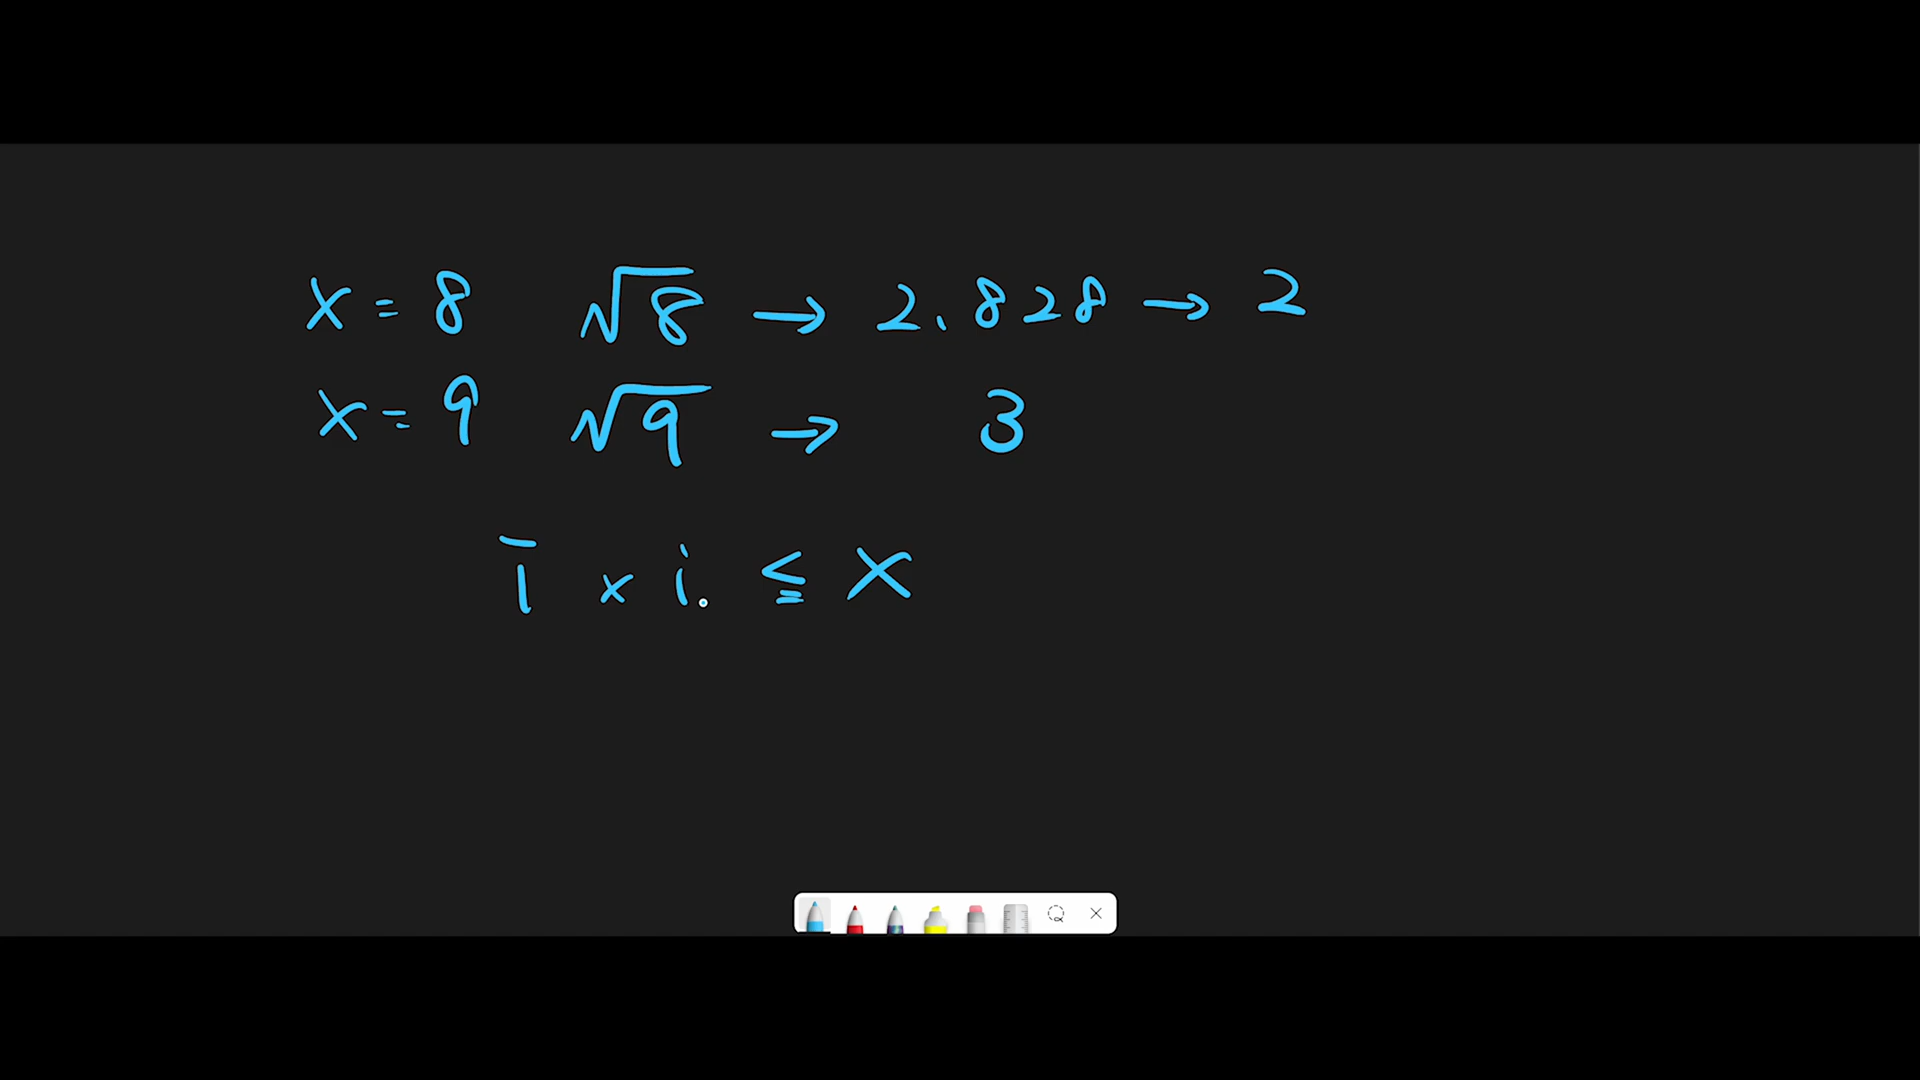 x = 8 √8 → 2.828 → 2
x = 9 √9 → 3
i × i ≤ x